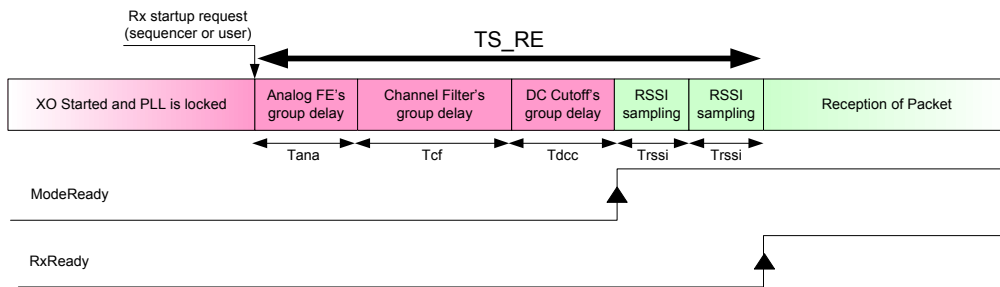 Rx startup request
(sequencer or user)
TS_RE
XO Started and PLL is locked
Analog FE's
group delay
Channel Filter's
group delay
DC Cutoff's
group delay
RSSI
sampling
RSSI
sampling
Reception of Packet
Tana
Tcf
Tdcc
Trssi
Trssi
ModeReady
RxReady